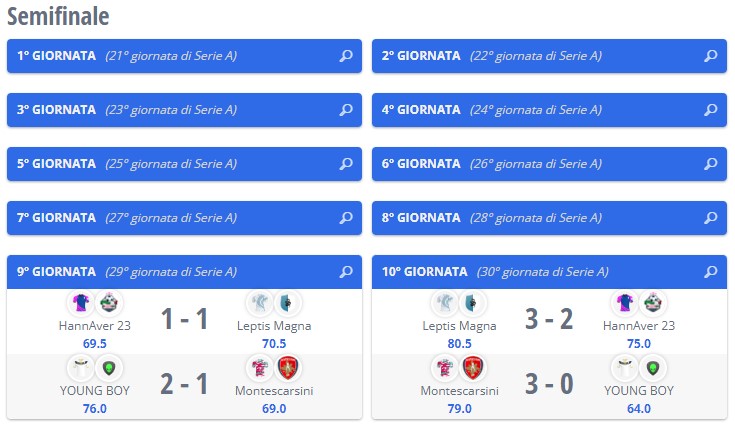 Semifinale
1° GIORNATA (21° giornata di Serie A)
2° GIORNATA (22° giornata di Serie A)
3° GIORNATA (23° giornata di Serie A)
4° GIORNATA (24° giornata di Serie A)
5° GIORNATA (25° giornata di Serie A)
6° GIORNATA (26° giornata di Serie A)
7° GIORNATA (27° giornata di Serie A)
8° GIORNATA (28° giornata di Serie A)
9° GIORNATA (29° giornata di Serie A)
HannAver 23 1 - 1 Leptis Magna
69.5 70.5
YOUNG BOY 2 - 1 Montescarsini
76.0 69.0
10° GIORNATA (30° giornata di Serie A)
Leptis Magna 3 - 2 HannAver 23
80.5 75.0
Montescarsini 3 - 0 YOUNG BOY
79.0 64.0